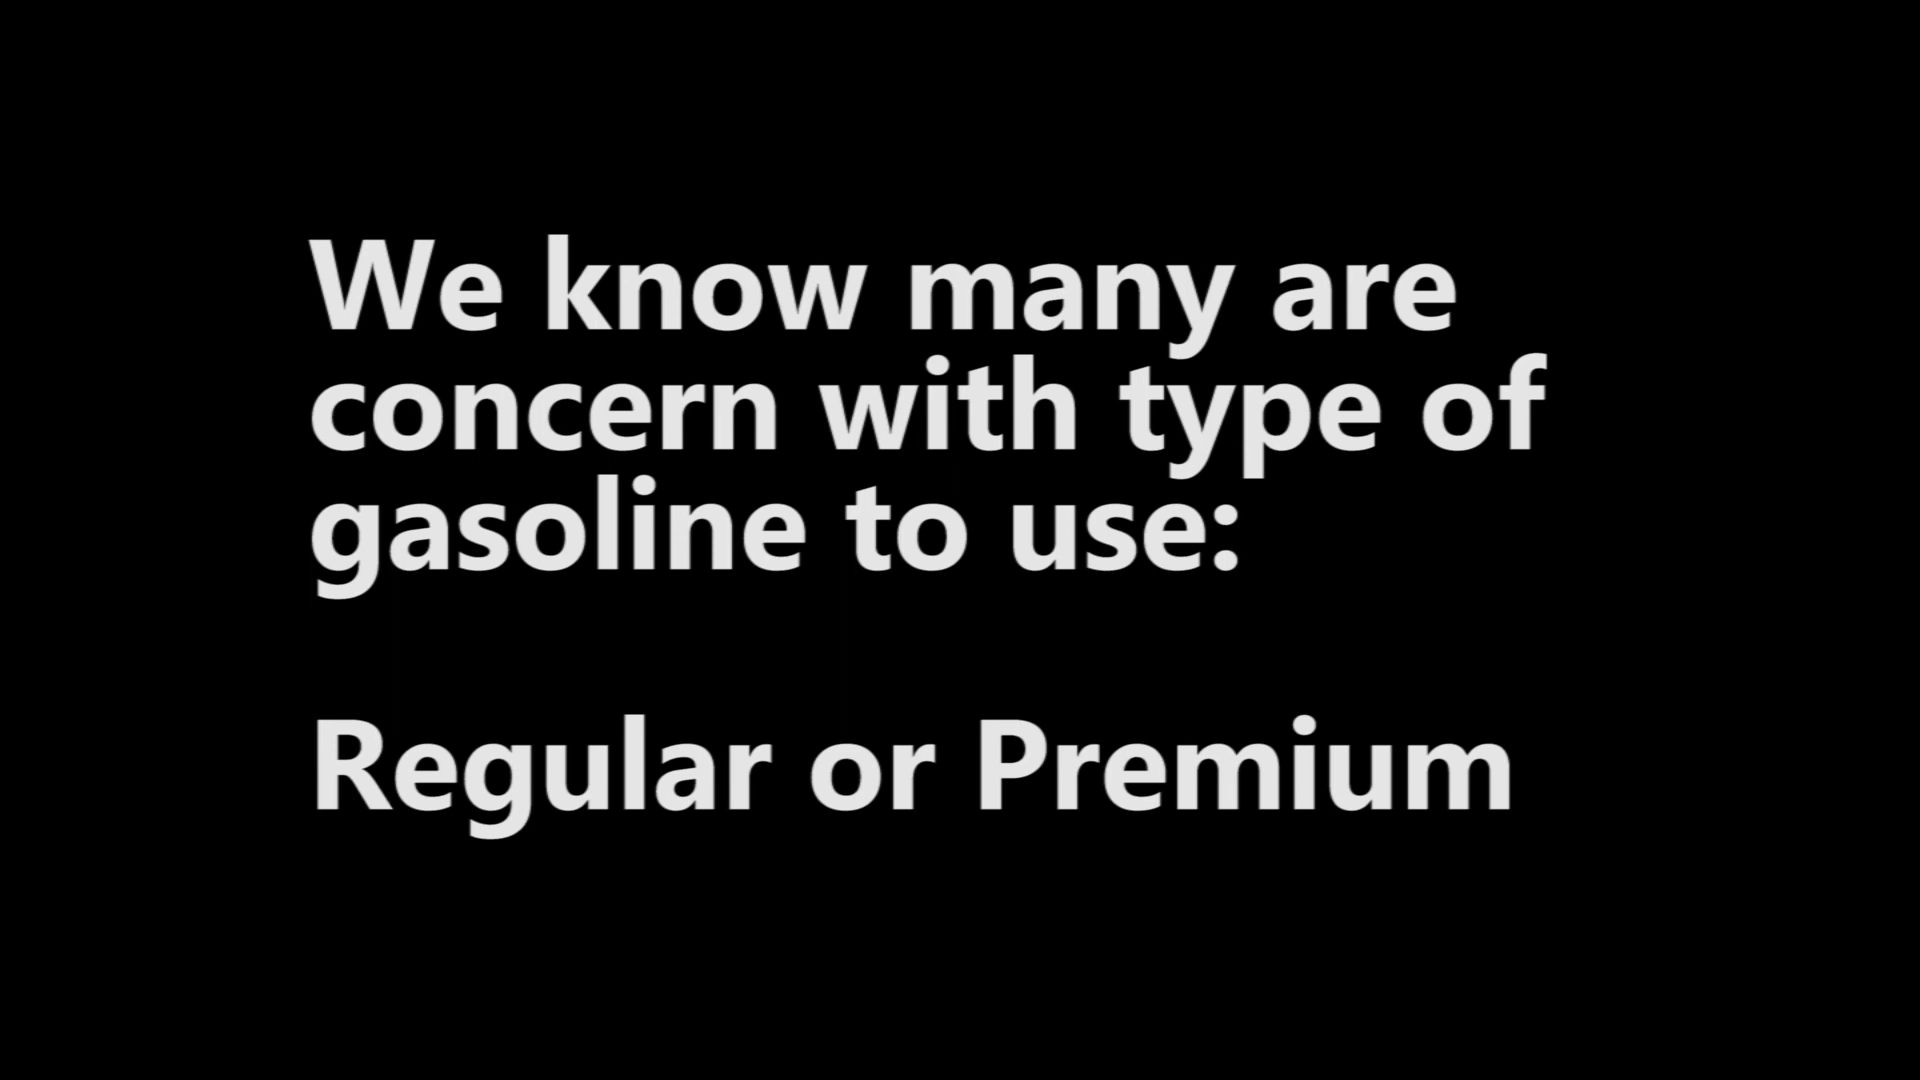 We know many are
concern with type of
gasoline to use:
Regular or Premium